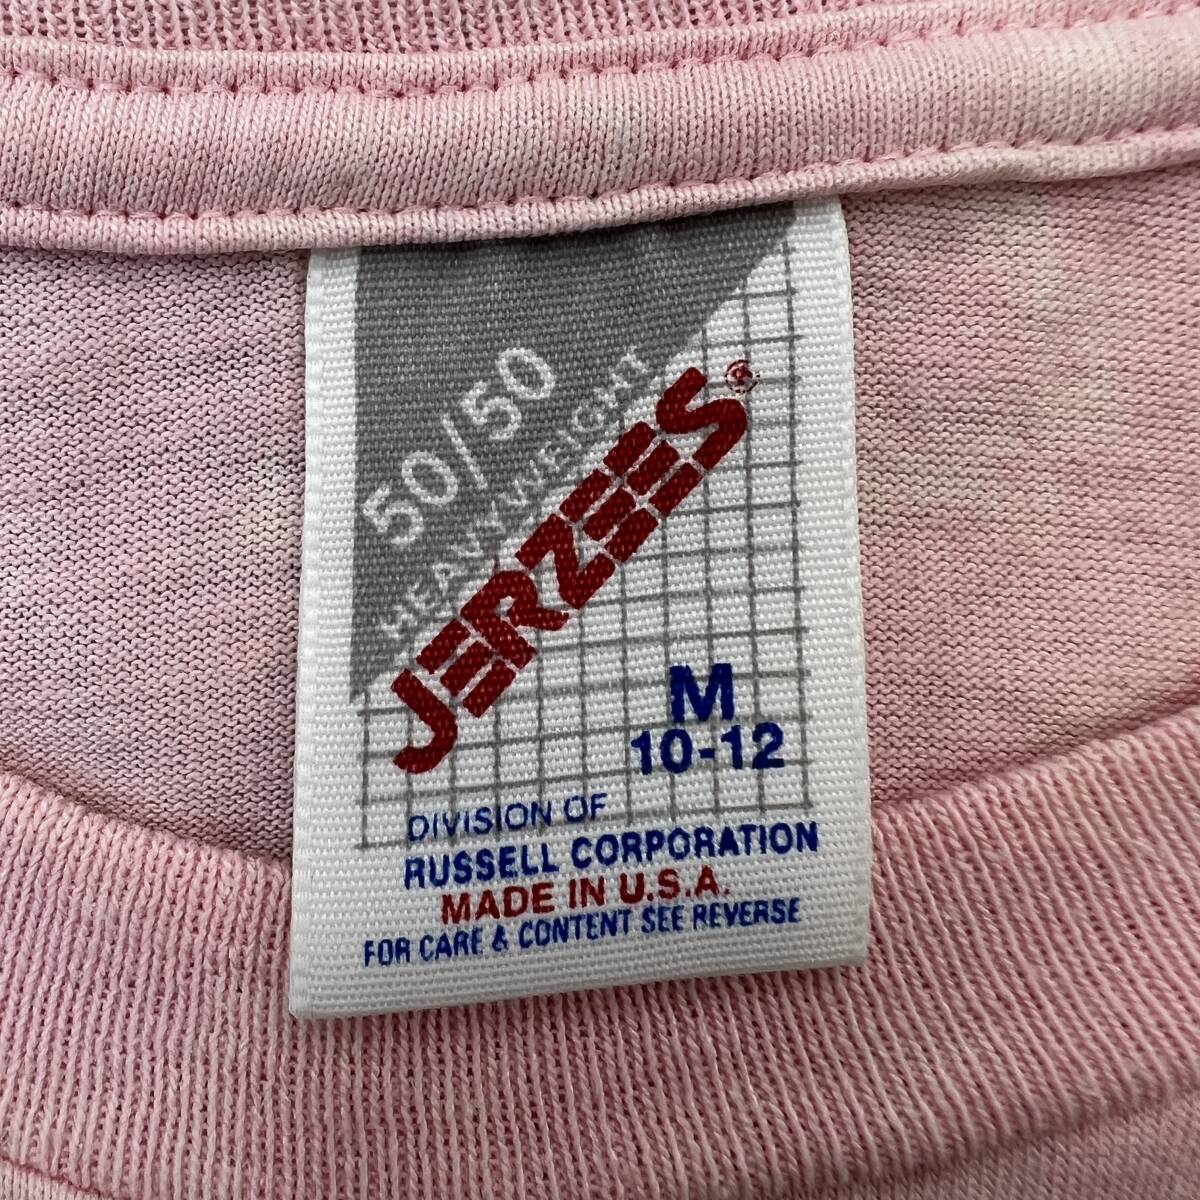 50/50
HEAVYWEIGHT
JERZEES®
M
10-12
DIVISION OF
RUSSELL CORPORATION
MADE IN U.S.A.
FOR CARE & CONTENT SEE REVERSE